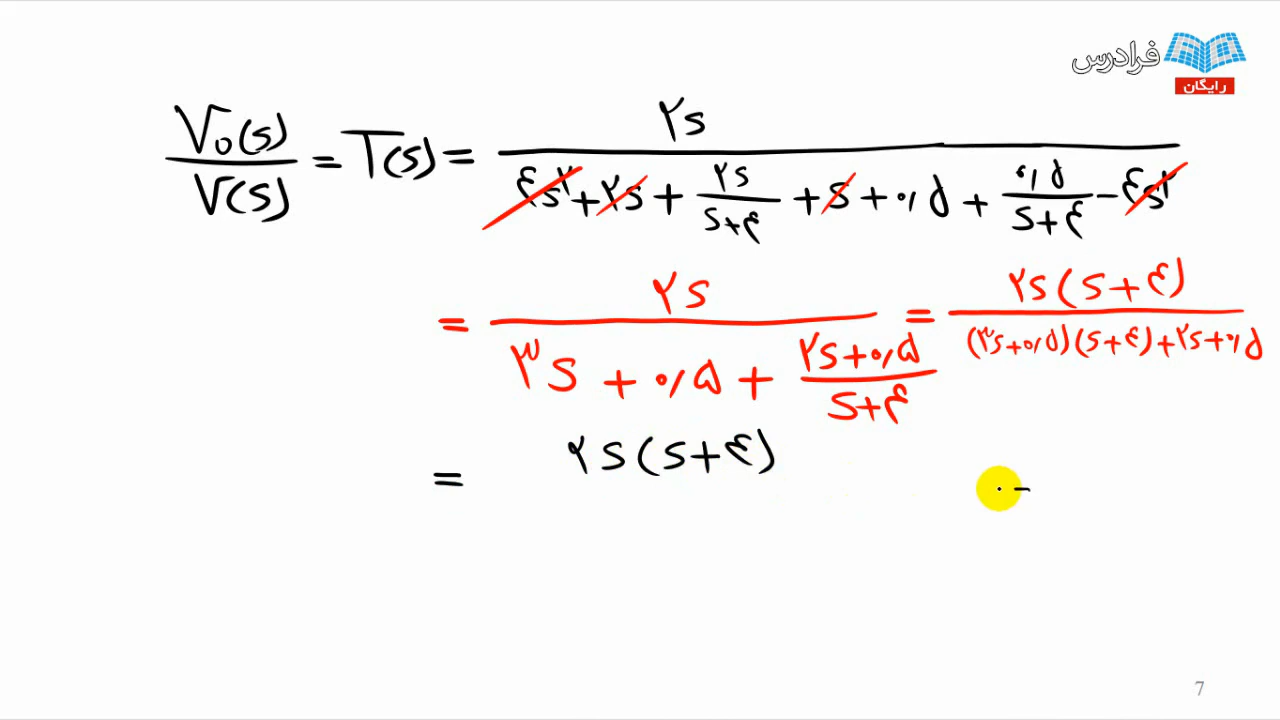 فرادرس
رایگان
V₀(s)/V(s) = T(s) = ۲s / (۴s² + ۲s + ۲s/(s+۴) + s + ۰,۵ + ۰,۵/(s+۴) - ۴s²)
= ۲s / (۳s + ۰,۵ + (۲s+۰,۵)/(s+۴)) = ۲s(s+۴) / ((۳s+۰,۵)(s+۴)+۲s+۰,۵)
= ۲s(s+۴)
7